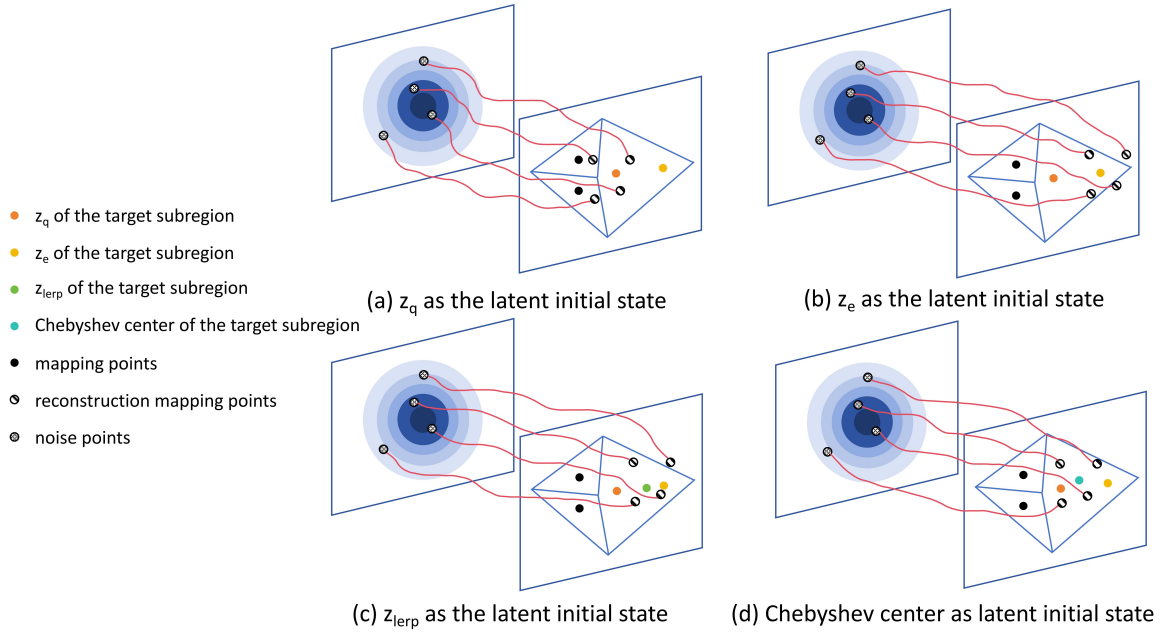 z_q of the target subregion
z_e of the target subregion
z_lerp of the target subregion
Chebyshev center of the target subregion
mapping points
reconstruction mapping points
noise points
(a) z_q as the latent initial state
(b) z_e as the latent initial state
(c) z_lerp as the latent initial state
(d) Chebyshev center as latent initial state